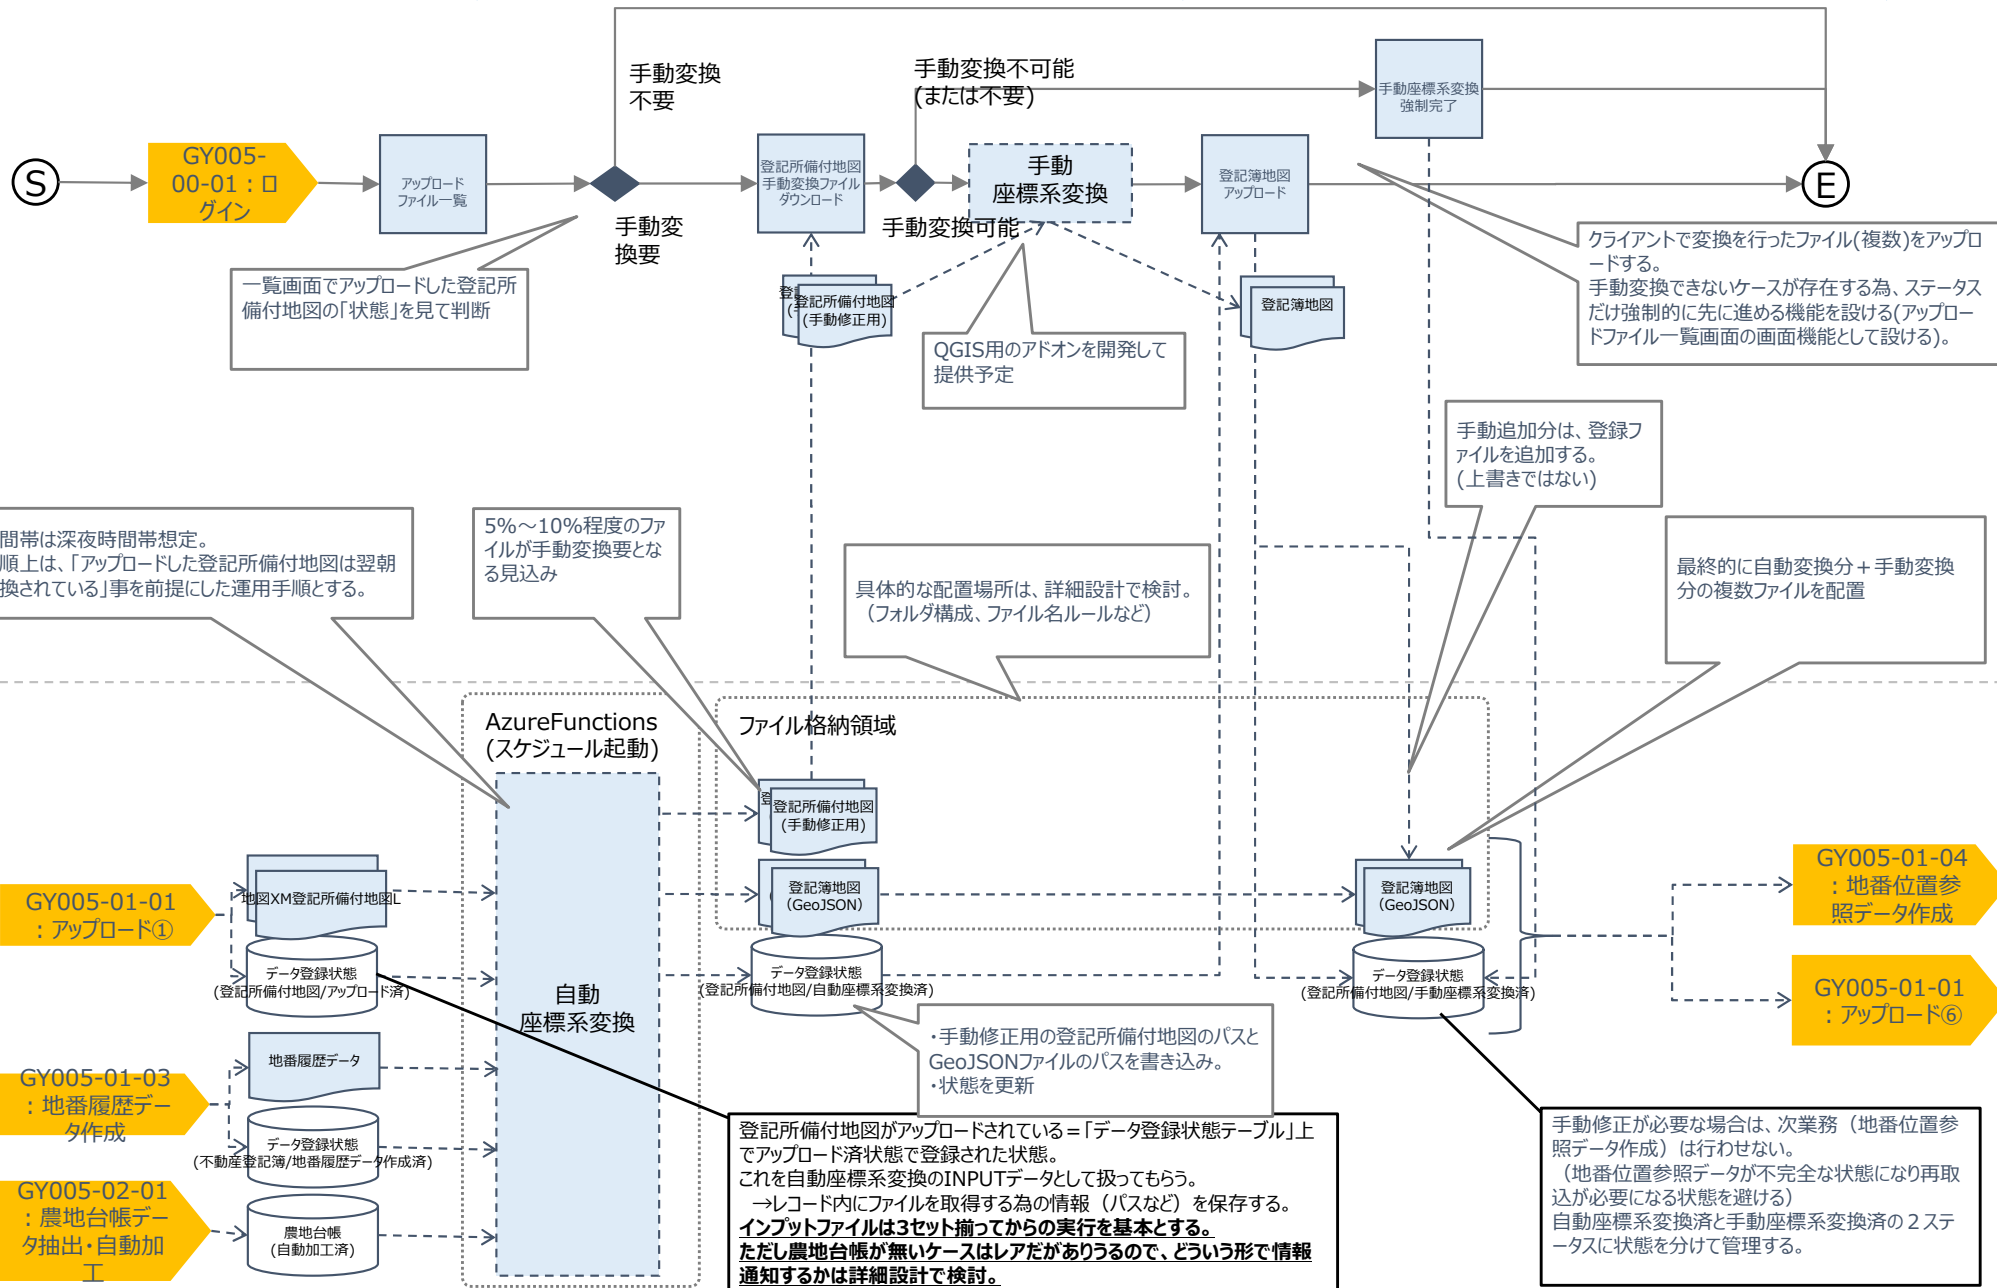 手動変換
不要
手動変換不可能
(または不要)
手動座標系変換
強制完了
S
GY005-
00-01：ロ
グイン
アップロード
ファイル一覧
登記所備付地図
手動変換ファイル
ダウンロード
手動
座標系変換
登記簿地図
アップロード
E
手動変
換要
手動変換可能
一覧画面でアップロードした登記所
備付地図の「状態」を見て判断
登記所備付地図
(手動修正用)
登記簿地図
QGIS用のアドオンを開発して
提供予定
クライアントで変換を行ったファイル(複数)をアップロ
ードする。
手動変換できないケースが存在する為、ステータス
だけ強制的に先に進める機能を設ける(アップロー
ドファイル一覧画面の画面機能として設ける)。
手動追加分は、登録フ
ァイルを追加する。
(上書きではない)
間帯は深夜時間帯想定。
順上は、「アップロードした登記所備付地図は翌朝
換されている」事を前提にした運用手順とする。
5%～10%程度のファ
イルが手動変換要とな
る見込み
具体的な配置場所は、詳細設計で検討。
（フォルダ構成、ファイル名ルールなど）
最終的に自動変換分＋手動変換
分の複数ファイルを配置
AzureFunctions
(スケジュール起動)
ファイル格納領域
登記所備付地図
(手動修正用)
登記簿地図
（GeoJSON）
登記簿地図
（GeoJSON）
GY005-01-01
：アップロード①
地図XM登記所備付地図L
データ登録状態
(登記所備付地図/アップロード済)
自動
座標系変換
データ登録状態
(登記所備付地図/自動座標系変換済)
データ登録状態
(登記所備付地図/手動座標系変換済)
GY005-01-04
：地番位置参
照データ作成
GY005-01-01
：アップロード⑥
・手動修正用の登記所備付地図のパスと
GeoJSONファイルのパスを書き込み。
・状態を更新
GY005-01-03
：地番履歴デー
タ作成
地番履歴データ
データ登録状態
(不動産登記簿/地番履歴データ作成済)
GY005-02-01
：農地台帳デー
タ抽出・自動加
工
農地台帳
(自動加工済)
登記所備付地図がアップロードされている＝「データ登録状態テーブル」上
でアップロード済状態で登録された状態。
これを自動座標系変換のINPUTデータとして扱ってもらう。
→レコード内にファイルを取得する為の情報（パスなど）を保存する。
インプットファイルは3セット揃ってからの実行を基本とする。
ただし農地台帳が無いケースはレアだがありうるので、どういう形で情報
通知するかは詳細設計で検討。
手動修正が必要な場合は、次業務（地番位置参
照データ作成）は行わせない。
（地番位置参照データが不完全な状態になり再取
込が必要になる状態を避ける）
自動座標系変換済と手動座標系変換済の２ステ
ータスに状態を分けて管理する。